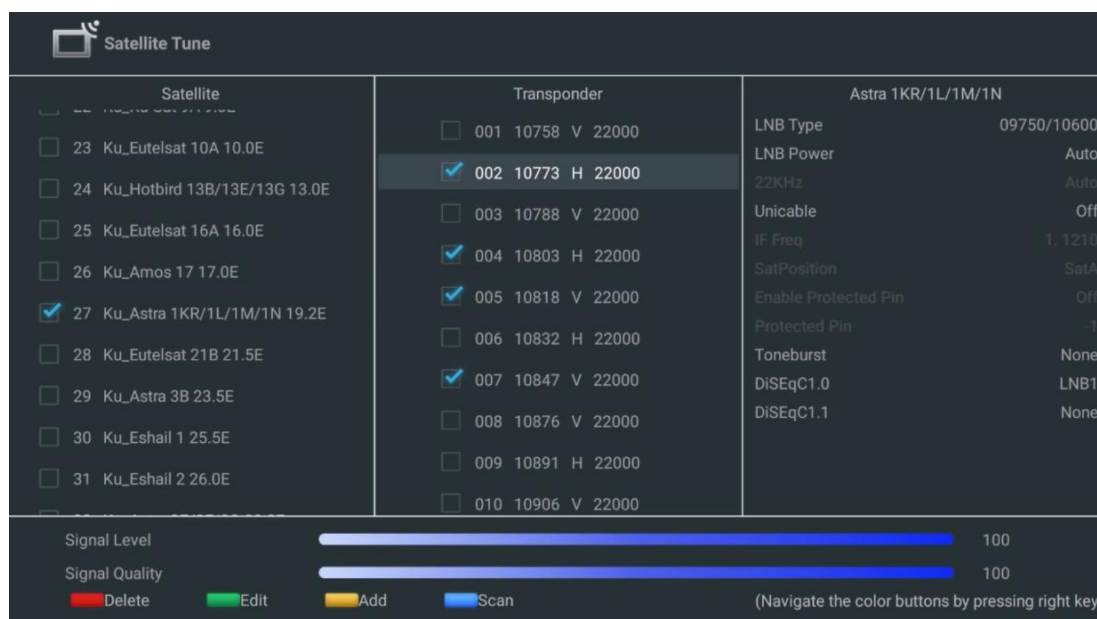 Satellite Tune
Satellite
23 Ku_Eutelsat 10A 10.0E
24 Ku_Hotbird 13B/13E/13G 13.0E
25 Ku_Eutelsat 16A 16.0E
26 Ku_Amos 17 17.0E
27 Ku_Astra 1KR/1L/1M/1N 19.2E
28 Ku_Eutelsat 21B 21.5E
29 Ku_Astra 3B 23.5E
30 Ku_Eshail 1 25.5E
31 Ku_Eshail 2 26.0E
Transponder
001 10758 V 22000
002 10773 H 22000
003 10788 V 22000
004 10803 H 22000
005 10818 V 22000
006 10832 H 22000
007 10847 V 22000
008 10876 V 22000
009 10891 H 22000
010 10906 V 22000
Astra 1KR/1L/1M/1N
LNB Type 09750/10600
LNB Power Auto
22KHz Auto
Unicable Off
IF Freq 1. 1210
SatPosition SatA
Enable Protected Pin Off
Protected Pin -1
Toneburst None
DiSEqC1.0 LNB1
DiSEqC1.1 None
Signal Level 100
Signal Quality 100
Delete Edit Add Scan
(Navigate the color buttons by pressing right key